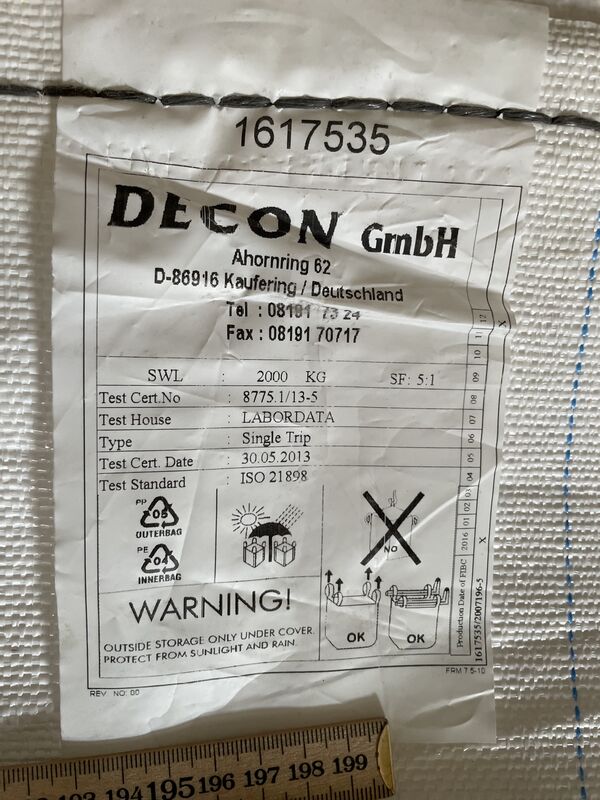 1617535
DECON GmbH
Ahornring 62
D-86916 Kaufering / Deutschland
Tel : 08191 73 24
Fax : 08191 70717
SWL : 2000 KG SF: 5:1
Test Cert.No : 8775.1/13-5
Test House : LABORDATA
Type : Single Trip
Test Cert. Date : 30.05.2013
Test Standard : ISO 21898
PP
05
OUTERBAG
PE
04
INNERBAG
NO
WARNING!
OUTSIDE STORAGE ONLY UNDER COVER.
PROTECT FROM SUNLIGHT AND RAIN.
OK
OK
Production Date of FIBC 2016 01 02 03 04 05 06 07 08 09 10 11 12
1617535/2007196-5 X X
REV. NO: 00
FRM 7.5-10
193 194 195 196 197 198 199